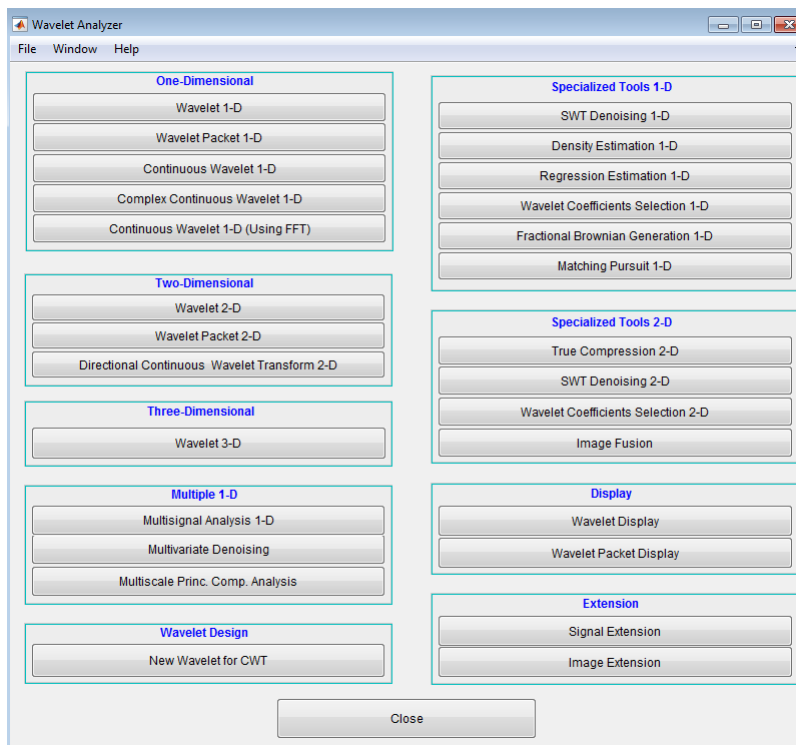 Wavelet Analyzer
File Window Help
One-Dimensional
Wavelet 1-D
Wavelet Packet 1-D
Continuous Wavelet 1-D
Complex Continuous Wavelet 1-D
Continuous Wavelet 1-D (Using FFT)
Two-Dimensional
Wavelet 2-D
Wavelet Packet 2-D
Directional Continuous Wavelet Transform 2-D
Three-Dimensional
Wavelet 3-D
Multiple 1-D
Multisignal Analysis 1-D
Multivariate Denoising
Multiscale Princ. Comp. Analysis
Wavelet Design
New Wavelet for CWT
Specialized Tools 1-D
SWT Denoising 1-D
Density Estimation 1-D
Regression Estimation 1-D
Wavelet Coefficients Selection 1-D
Fractional Brownian Generation 1-D
Matching Pursuit 1-D
Specialized Tools 2-D
True Compression 2-D
SWT Denoising 2-D
Wavelet Coefficients Selection 2-D
Image Fusion
Display
Wavelet Display
Wavelet Packet Display
Extension
Signal Extension
Image Extension
Close